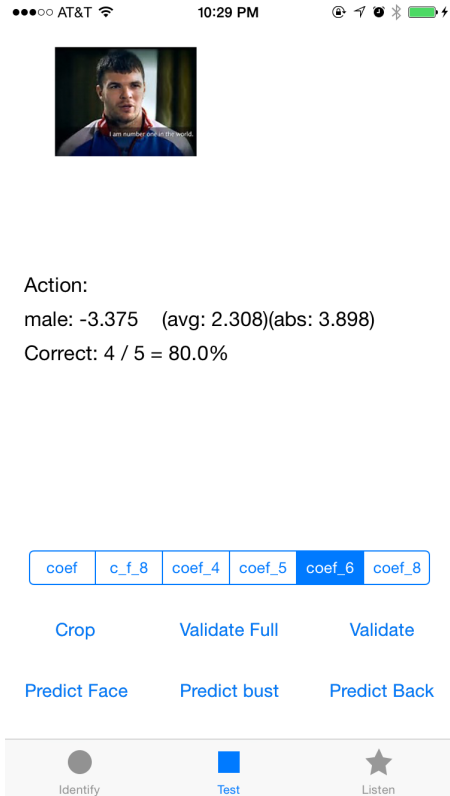 AT&T 10:29 PM
I am number one in the world.
Action:
male: -3.375 (avg: 2.308)(abs: 3.898)
Correct: 4 / 5 = 80.0%
coef c_f_8 coef_4 coef_5 coef_6 coef_8
Crop Validate Full Validate
Predict Face Predict bust Predict Back
Identify Test Listen